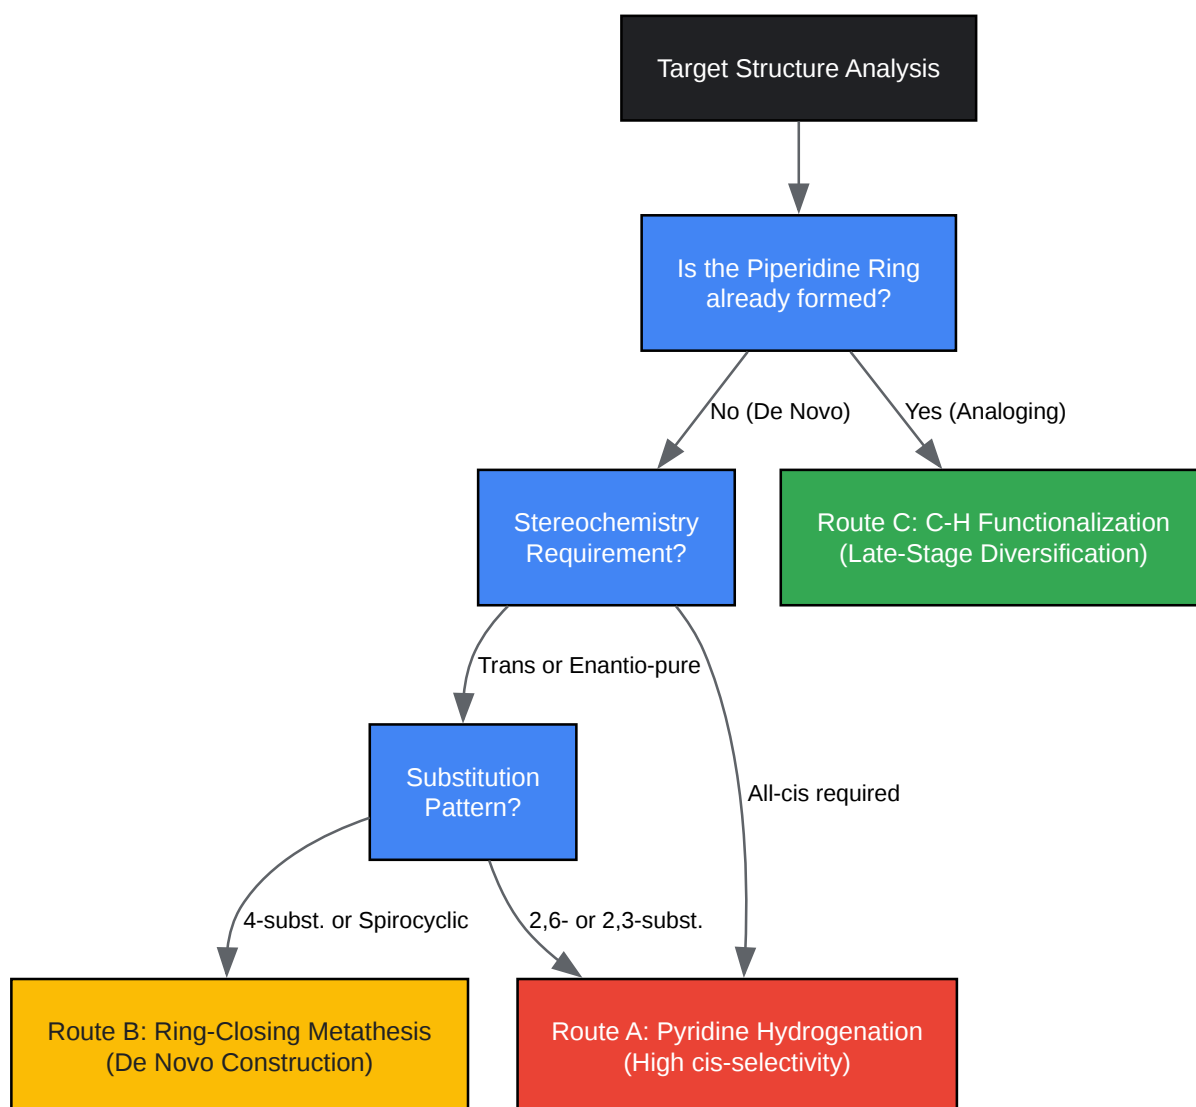 Target Structure Analysis
Is the Piperidine Ring
already formed?
No (De Novo)
Yes (Analoging)
Stereochemistry
Requirement?
Route C: C-H Functionalization
(Late-Stage Diversification)
Trans or Enantio-pure
Substitution
Pattern?
All-cis required
4-subst. or Spirocyclic
2,6- or 2,3-subst.
Route B: Ring-Closing Metathesis
(De Novo Construction)
Route A: Pyridine Hydrogenation
(High cis-selectivity)